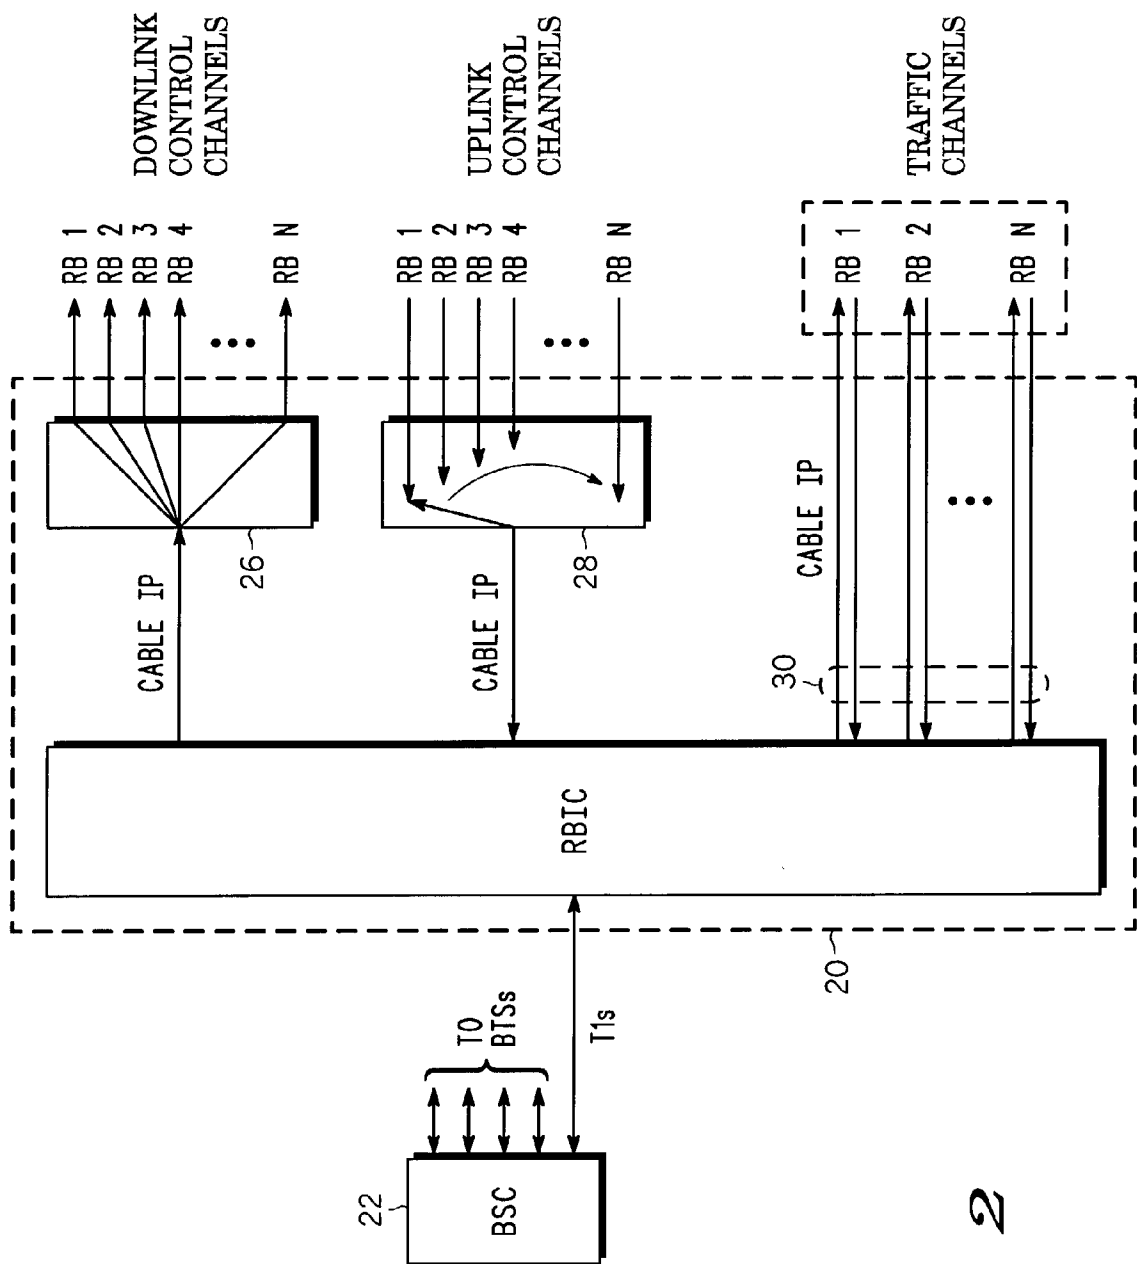 DOWNLINK
CONTROL
CHANNELS
RB 1
RB 2
RB 3
RB 4
RB N
UPLINK
CONTROL
CHANNELS
RB 1
RB 2
RB 3
RB 4
RB N
TRAFFIC
CHANNELS
RB 1
RB 2
RB N
26
CABLE IP
28
CABLE IP
CABLE IP
30
RBIC
20
TO
BTSs
T1s
22
BSC
2